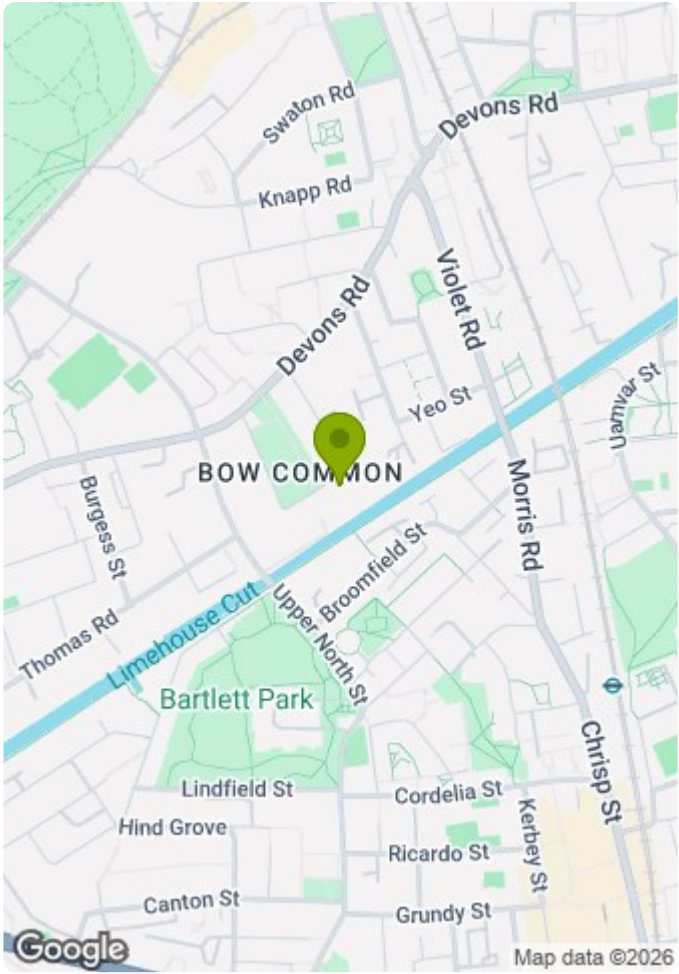 Swaton Rd
Devons Rd
Knapp Rd
Violet Rd
Devons Rd
Yeo St
Uamvar St
BOW COMMON
Burgess St
Morris Rd
Broomfield St
Thomas Rd
Limehouse Cut
Upper North St
Bartlett Park
Chrisp St
Lindfield St
Cordelia St
Hind Grove
Kerbey St
Ricardo St
Canton St
Grundy St
Google
Map data ©2026